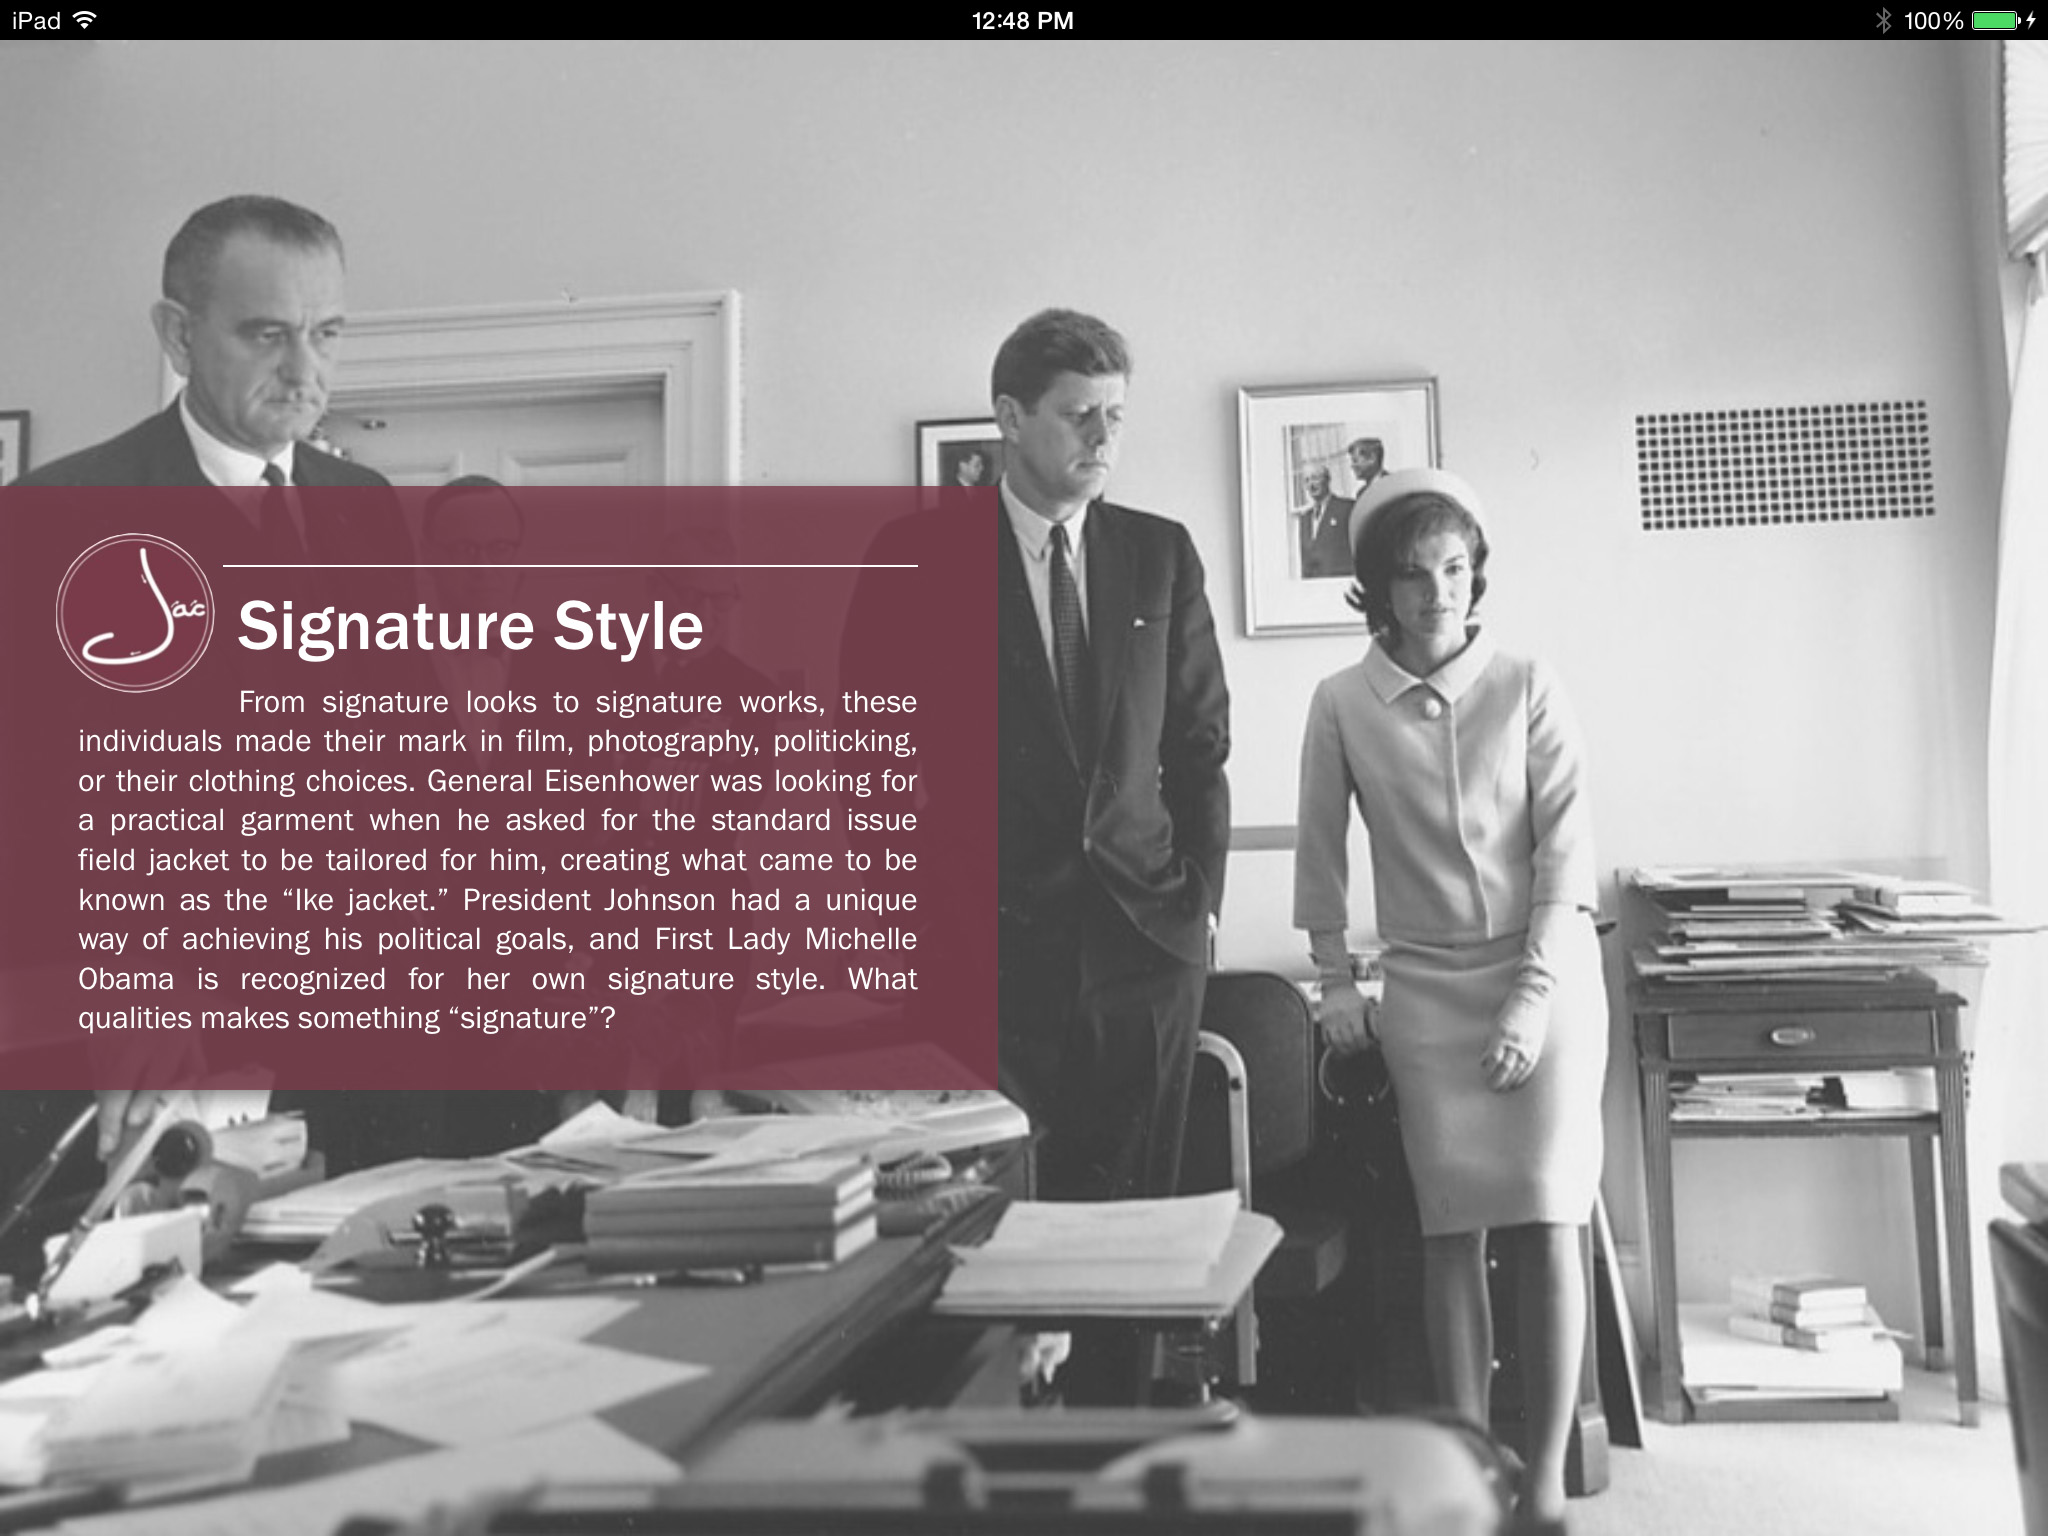 iPad 12:48 PM 100%
Jac
Signature Style
From signature looks to signature works, these
individuals made their mark in film, photography, politicking,
or their clothing choices. General Eisenhower was looking for
a practical garment when he asked for the standard issue
field jacket to be tailored for him, creating what came to be
known as the “Ike jacket.” President Johnson had a unique
way of achieving his political goals, and First Lady Michelle
Obama is recognized for her own signature style. What
qualities makes something “signature”?